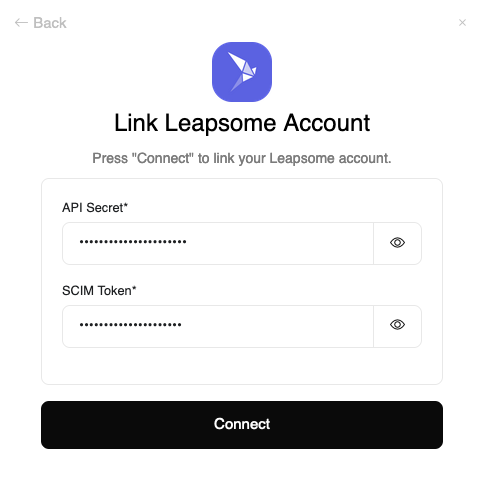 ← Back
×
Link Leapsome Account
Press "Connect" to link your Leapsome account.
API Secret*
••••••••••••••••••••••
SCIM Token*
•••••••••••••••••••••
Connect